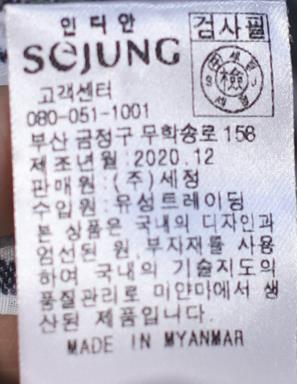 인디안
검사필
SEJUNG
(주)세정
檢
고객센터
080-051-1001
부산 금정구 무학송로 158
제조년월 : 2020.12
판매원 : (주)세정
수입원 : 유성트레이딩
본 상품은 국내의 디자인과
엄선된 원.부자재를 사용
하여 국내의 기술지도와
품질관리로 미얀마에서 생
산된 제품입니다.
MADE IN MYANMAR